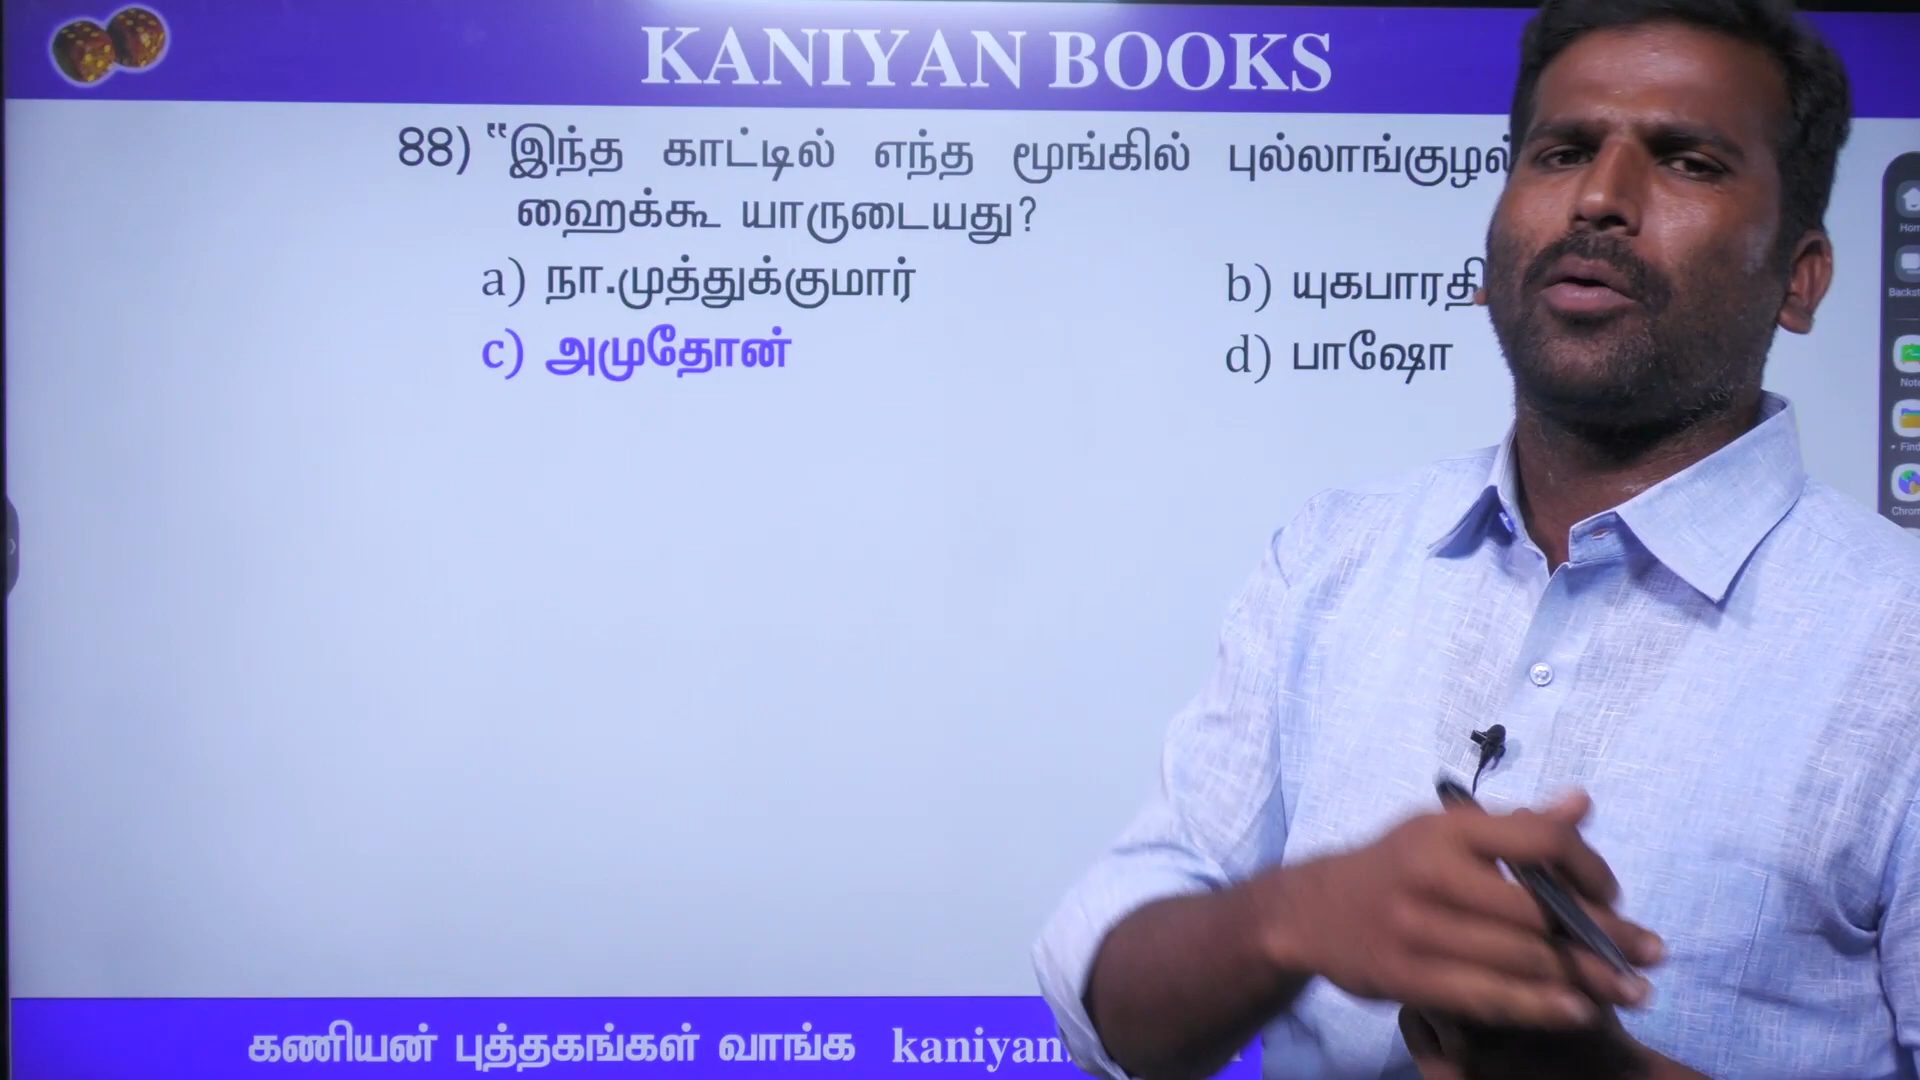 KANIYAN BOOKS
88) "இந்த காட்டில் எந்த மூங்கில் புல்லாங்குழல்
ஹைக்கூ யாருடையது?
a) நா.முத்துக்குமார்
b) யுகபாரதி
c) அமுதோன்
d) பாஷோ
கணியன் புத்தகங்கள் வாங்க kaniyan